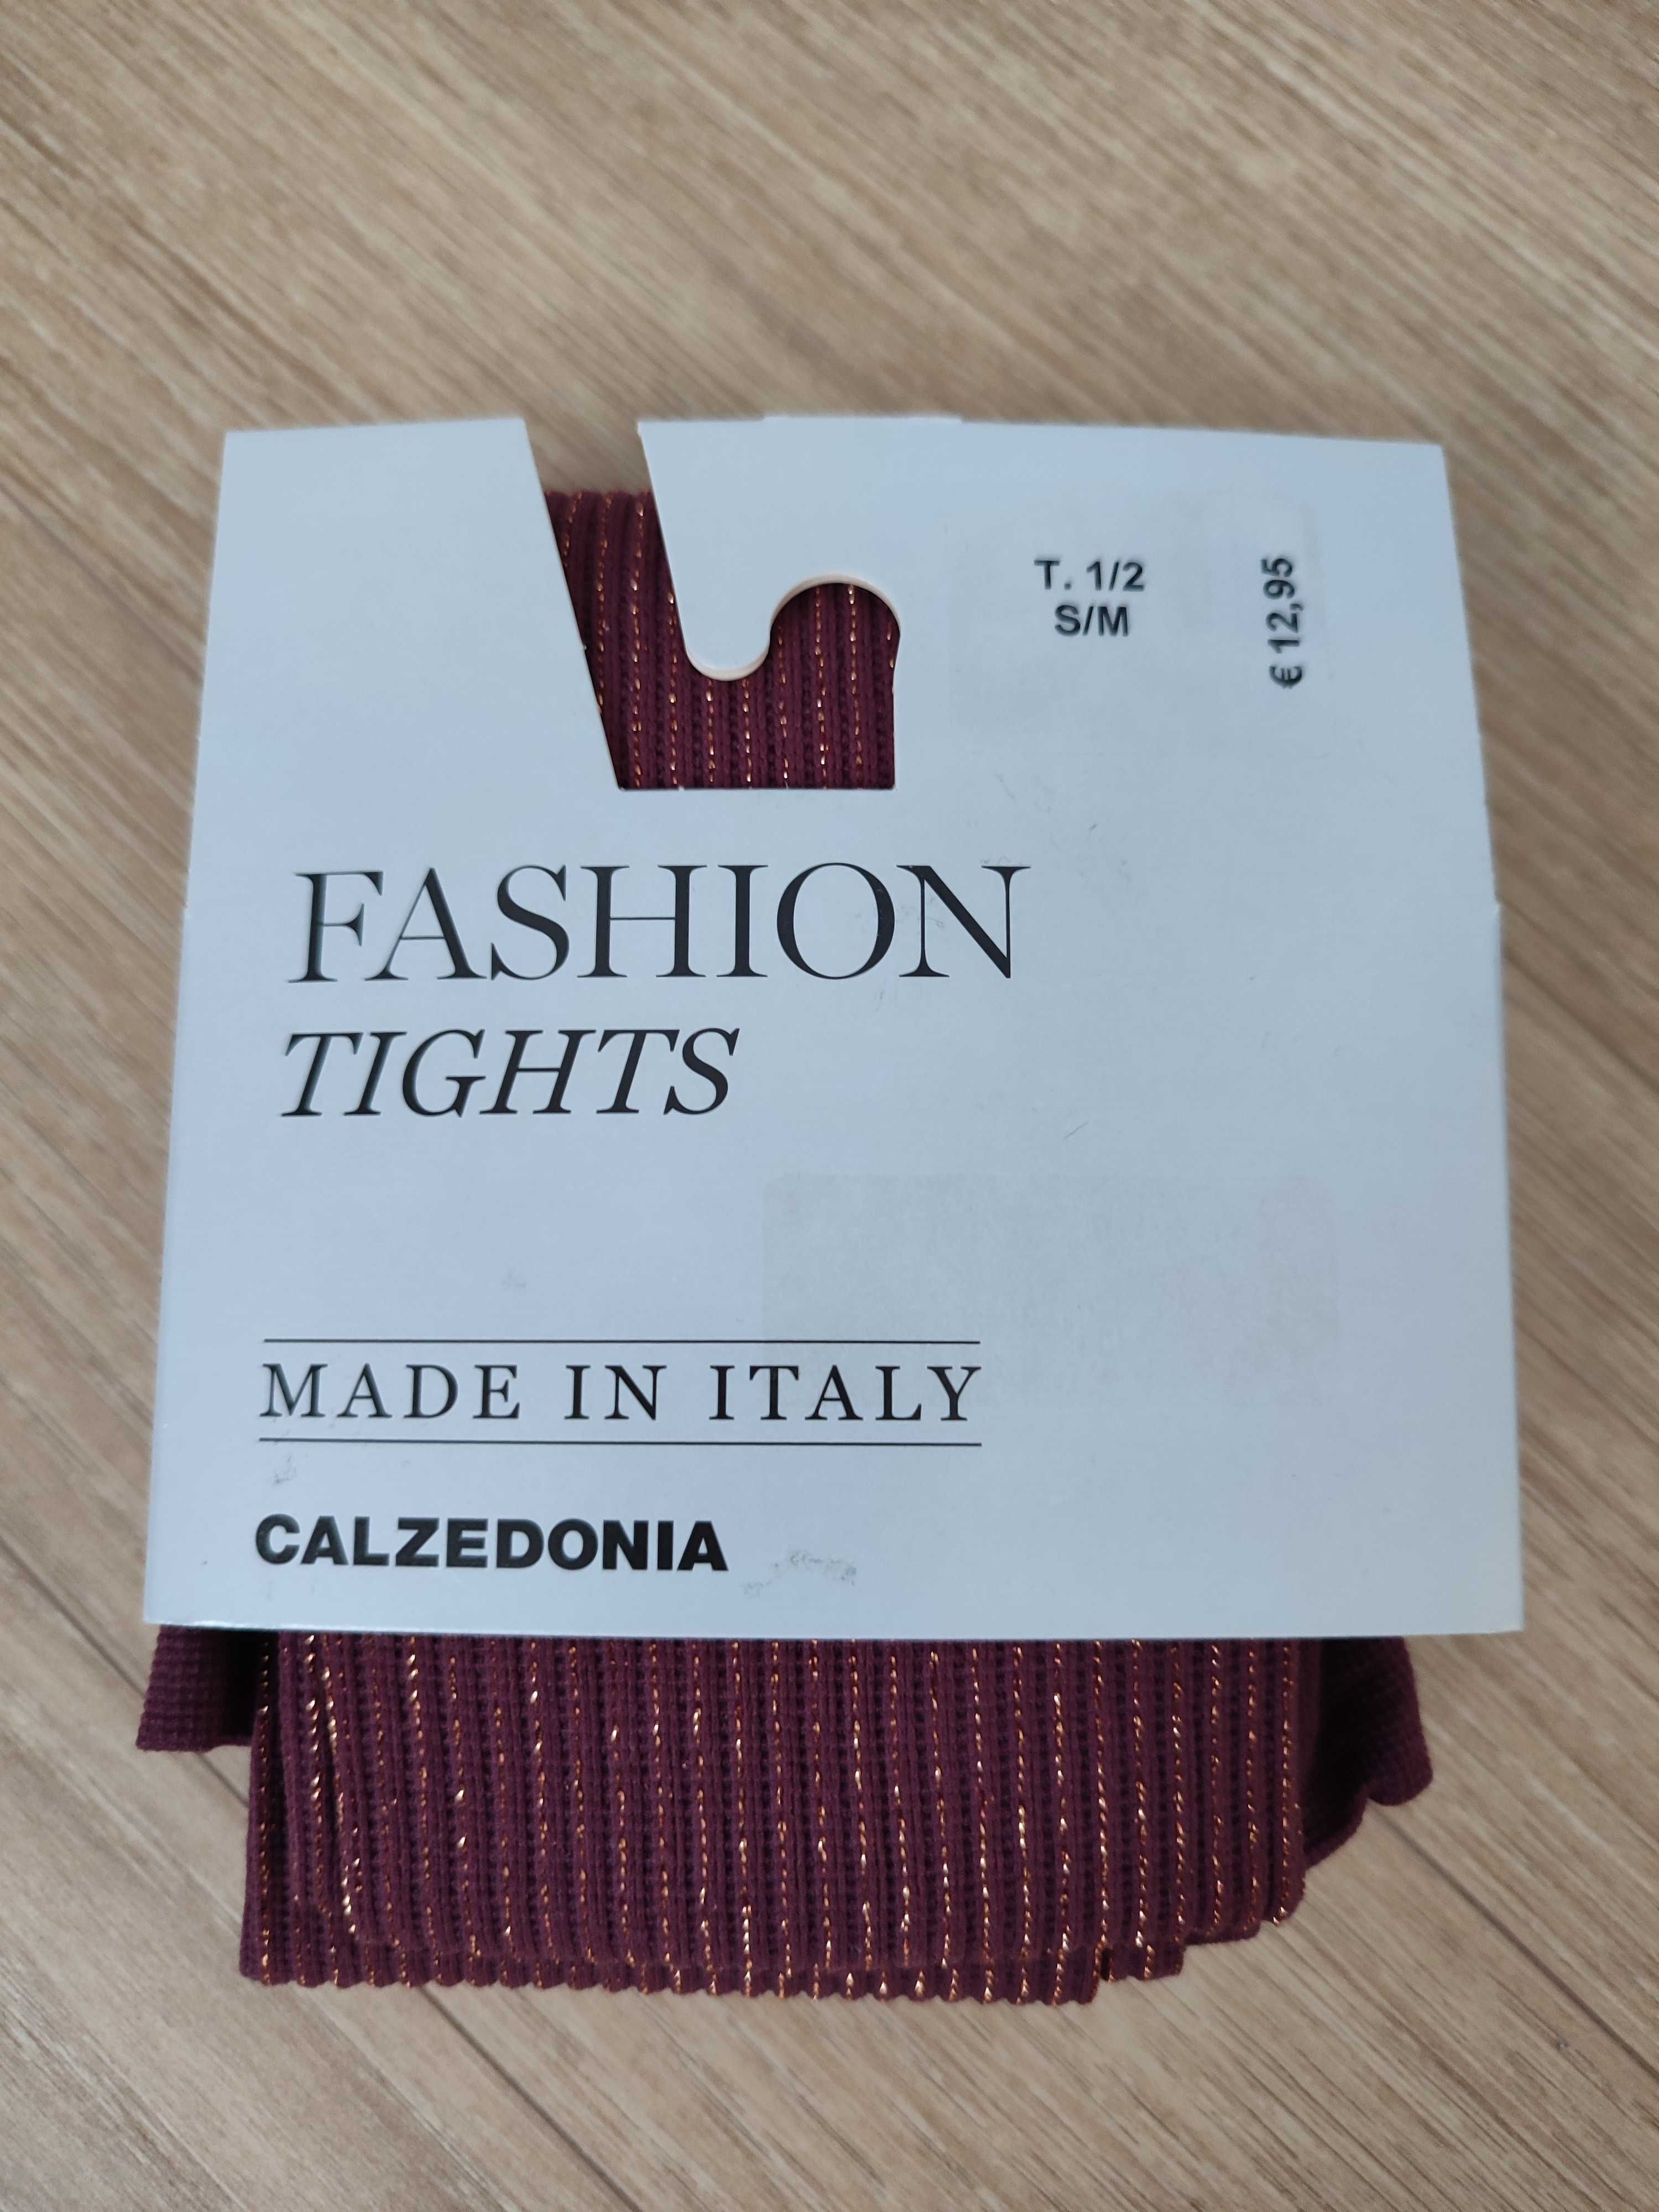 T. 1/2
S/M
€ 12,95
FASHION
TIGHTS
MADE IN ITALY
CALZEDONIA